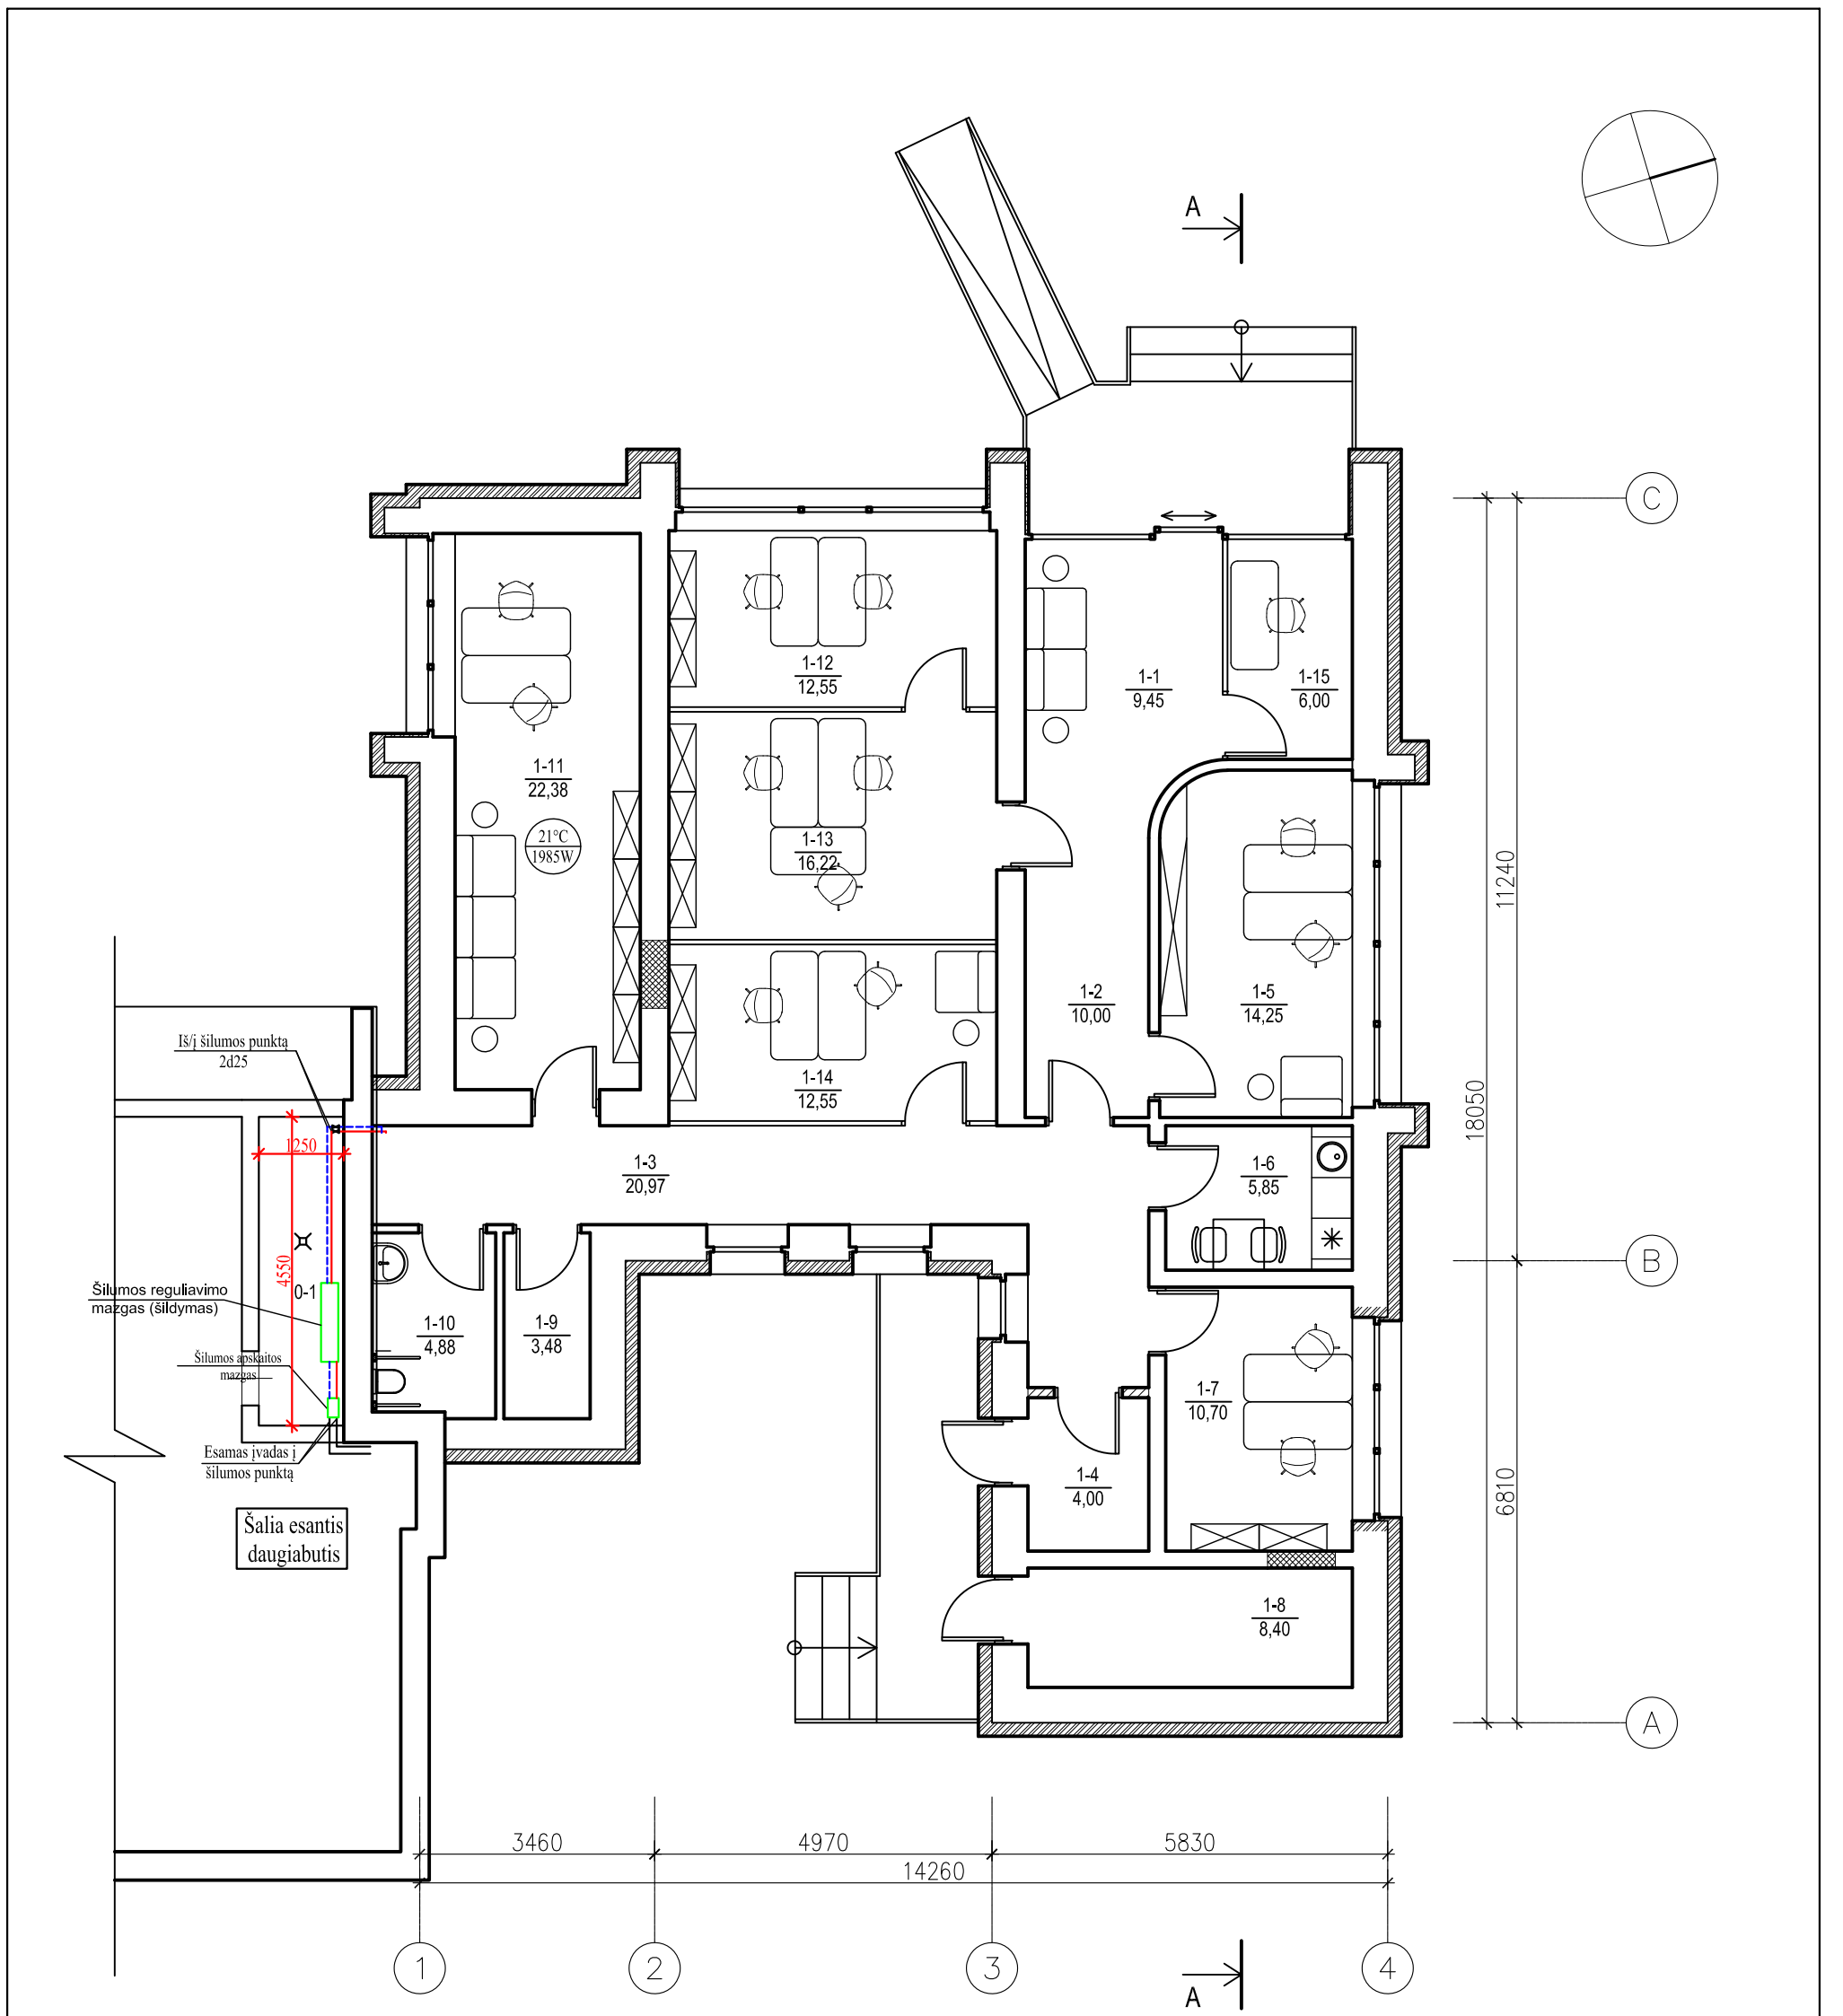 A
C
1-12
12,55
1-1
9,45
1-15
6,00
1-11
22,38
21°C
1985W
1-13
16,22
11240
1-2
10,00
1-5
14,25
Iš/į šilumos punktą
2d25
1-14
12,55
18050
1250
1-3
20,97
1-6
5,85
B
4550
Šilumos reguliavimo
mazgas (šildymas)
0-1
1-10
4,88
1-9
3,48
Šilumos apskaitos
mazgas
1-7
10,70
Esamas įvadas į
šilumos punktą
1-4
4,00
6810
Šalia esantis
daugiabutis
1-8
8,40
A
3460
4970
5830
14260
1
2
3
4
A